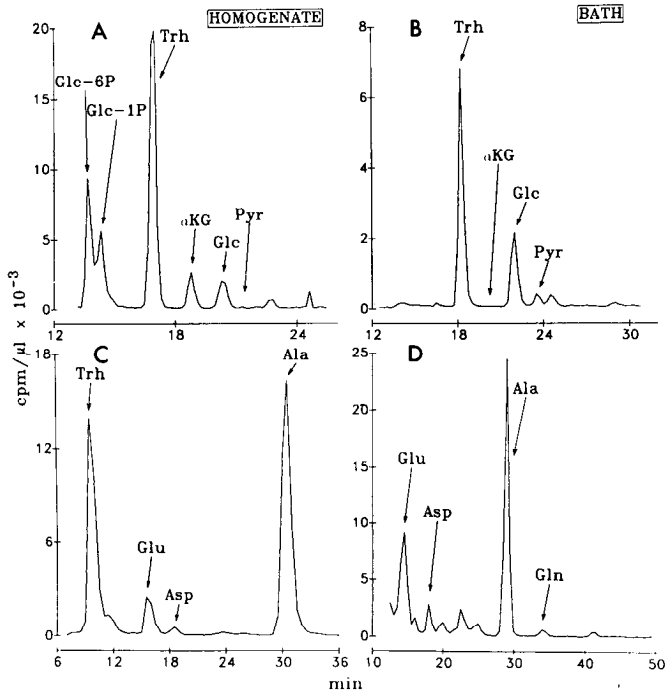 HOMOGENATE
BATH
A
Trh
Glc-6P
Glc-1P
αKG
Glc
Pyr
20
15
10
5
0
12
16
20
24
B
Trh
αKG
Glc
Pyr
8
6
4
2
0
12
18
24
30
cpm/μl x 10⁻³
C
Trh
Glu
Asp
Ala
18
12
6
0
6
12
18
24
30
36
D
Glu
Asp
Ala
Gln
25
20
15
10
5
0
10
20
30
40
50
min